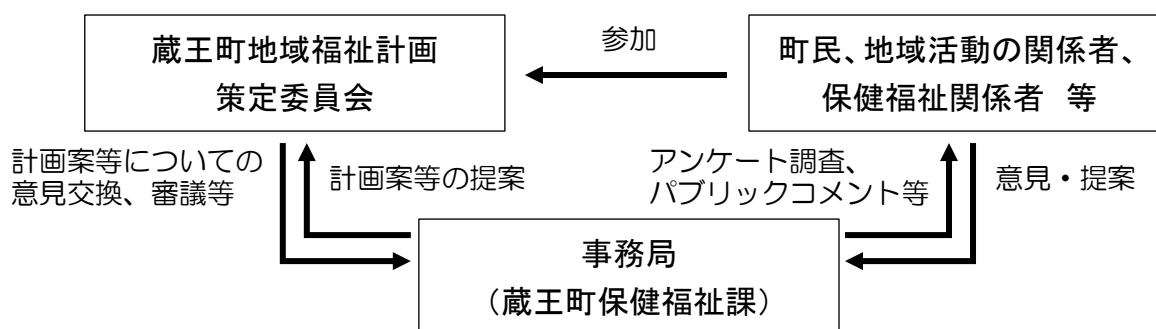 蔵王町地域福祉計画
策定委員会
参加
町民、地域活動の関係者、
保健福祉関係者　等
計画案等についての
意見交換、審議等
計画案等の提案
アンケート調査、
パブリックコメント等
意見・提案
事務局
（蔵王町保健福祉課）